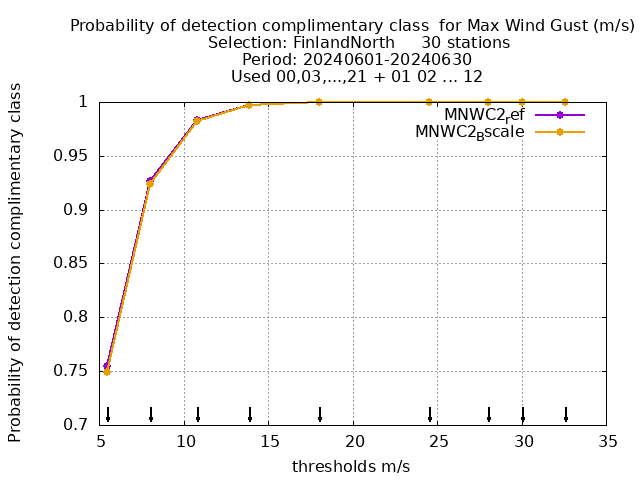 Probability of detection complimentary class  for Max Wind Gust (m/s)
Selection: FinlandNorth     30 stations
Period: 20240601-20240630
Used 00,03,...,21 + 01 02 ... 12
Probability of detection complimentary class
1
0.95
0.9
0.85
0.8
0.75
0.7
MNWC2ref
MNWC2Bscale
5
10
15
20
25
30
35
thresholds m/s